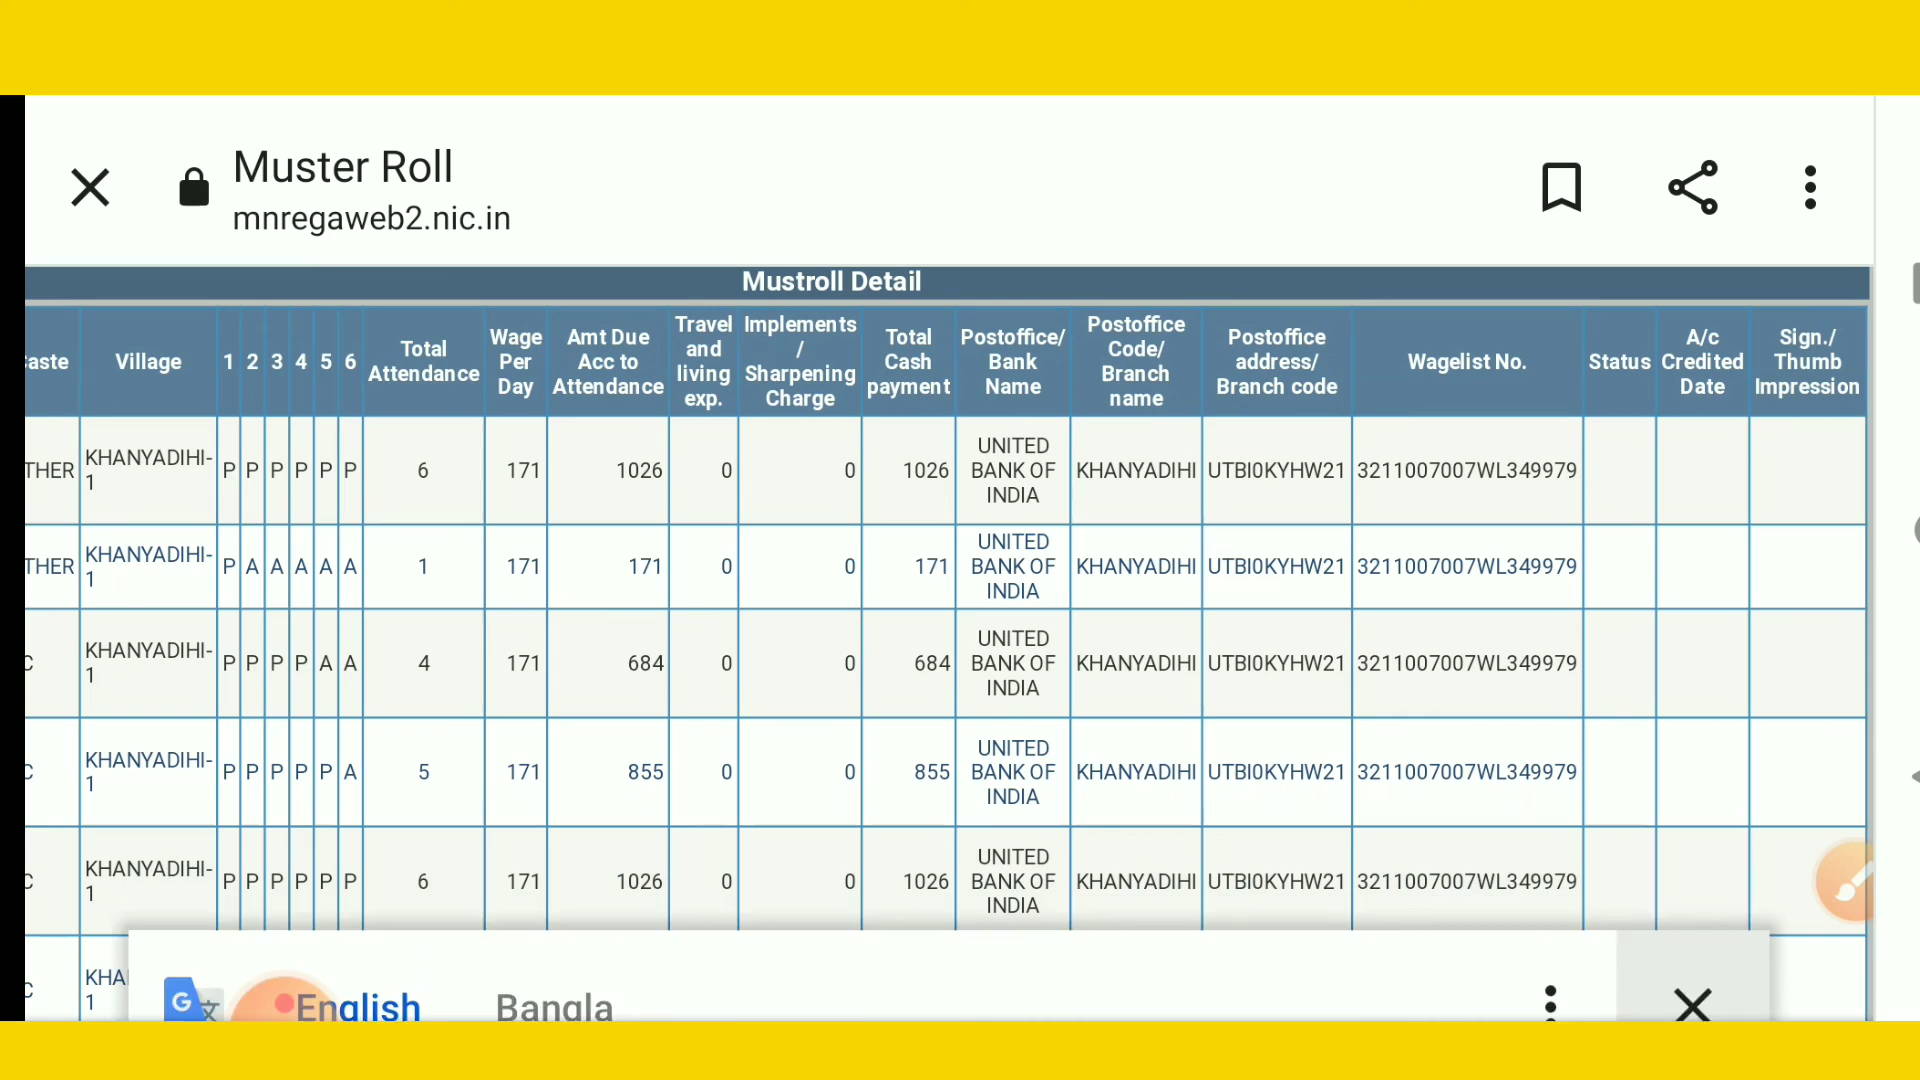 Muster Roll
mnregaweb2.nic.in
Mustroll Detail
aste Village 1 2 3 4 5 6 Total Attendance Wage Per Day Amt Due Acc to Attendance Travel and living exp. Implements / Sharpening Charge Total Cash payment Postoffice/ Bank Name Postoffice Code/ Branch name Postoffice address/ Branch code Wagelist No. Status A/c Credited Date Sign./ Thumb Impression
THER KHANYADIHI-1 P P P P P P 6 171 1026 0 0 1026 UNITED BANK OF INDIA KHANYADIHI UTBI0KYHW21 3211007007WL349979
THER KHANYADIHI-1 P A A A A A 1 171 171 0 0 171 UNITED BANK OF INDIA KHANYADIHI UTBI0KYHW21 3211007007WL349979
C KHANYADIHI-1 P P P P A A 4 171 684 0 0 684 UNITED BANK OF INDIA KHANYADIHI UTBI0KYHW21 3211007007WL349979
C KHANYADIHI-1 P P P P P A 5 171 855 0 0 855 UNITED BANK OF INDIA KHANYADIHI UTBI0KYHW21 3211007007WL349979
C KHANYADIHI-1 P P P P P P 6 171 1026 0 0 1026 UNITED BANK OF INDIA KHANYADIHI UTBI0KYHW21 3211007007WL349979
C KHA 1
G English Bangla